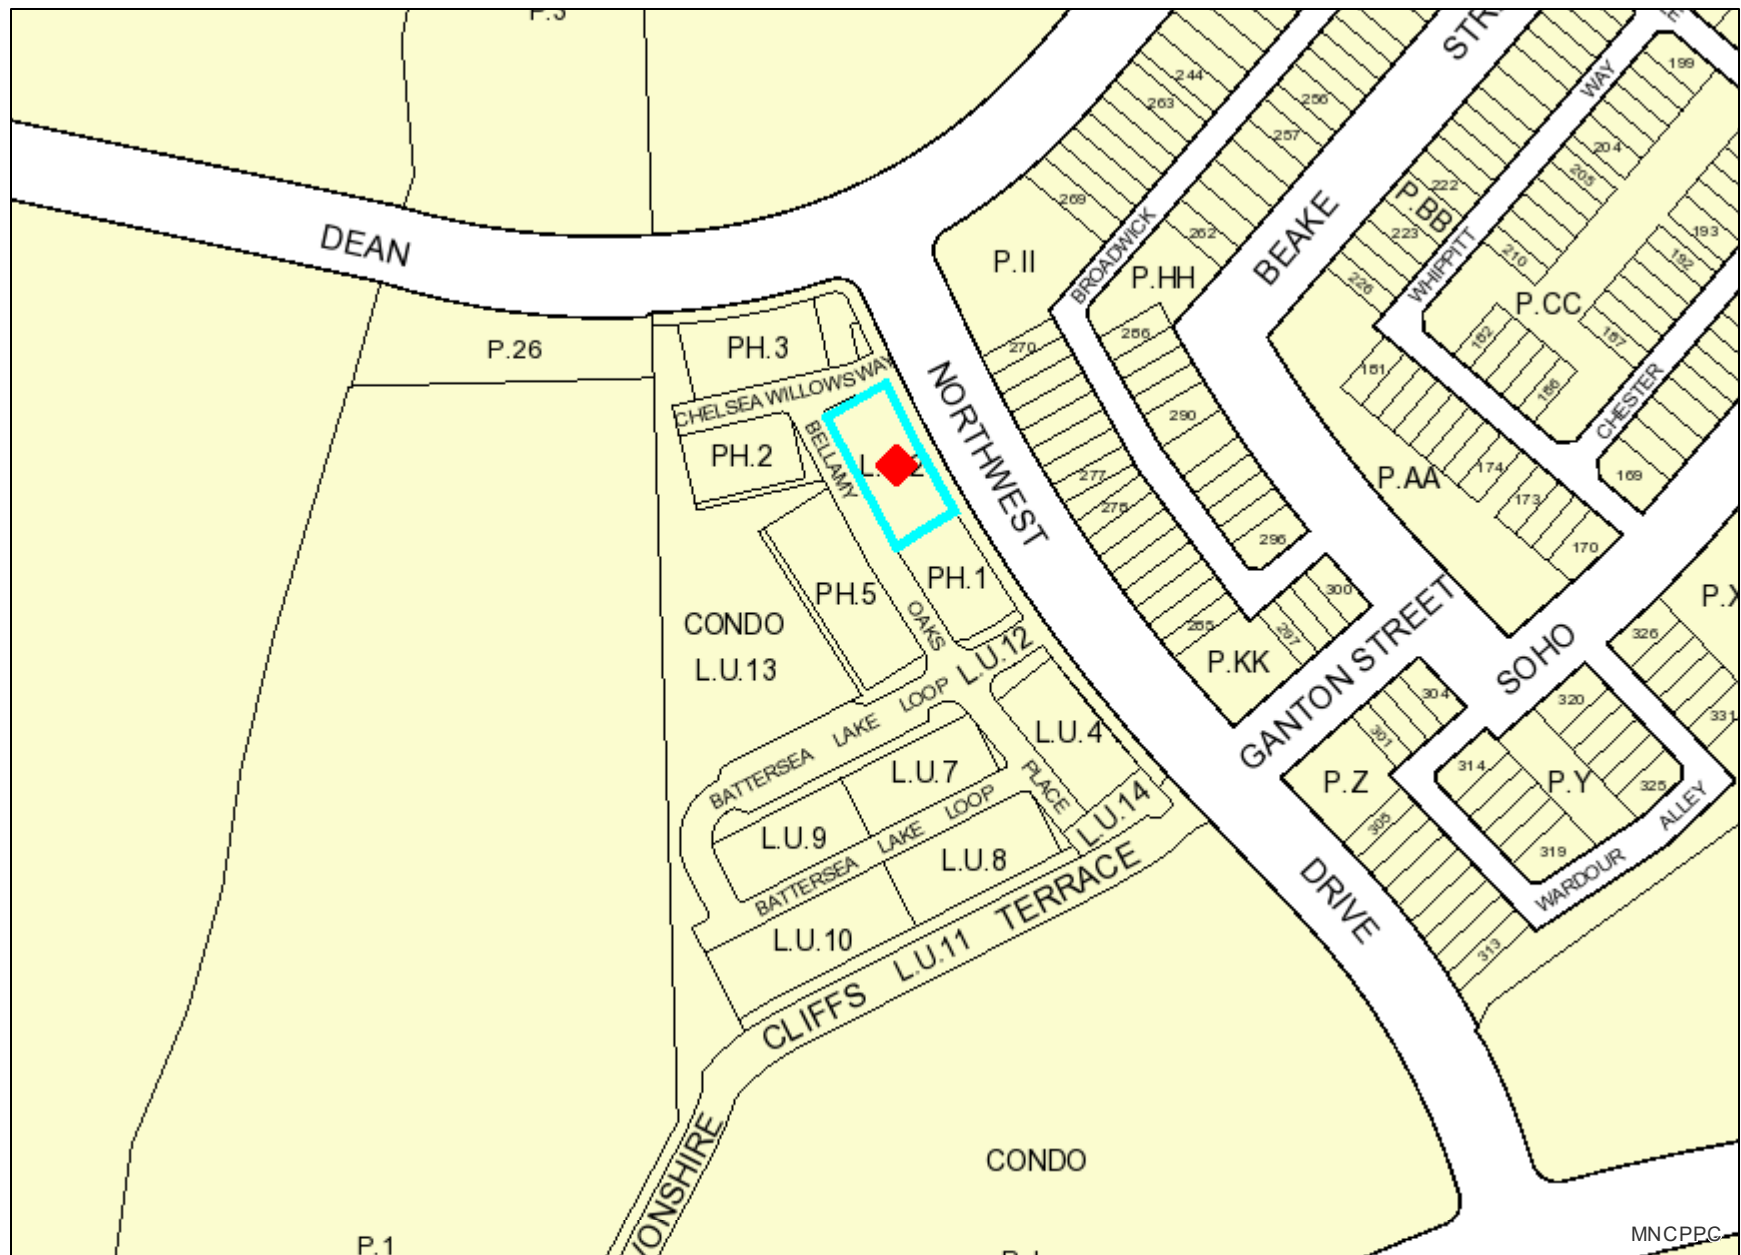 P.3
STR
244
263
256
257
269
262
WAY
199
204
205
222
P.BB
223
226
210
193
192
WHIPPITT
P.CC
182
187
186
CHESTER
DEAN
P.II
BROADWICK
P.HH
BEAKE
P.26
PH.3
CHELSEA WILLOWS WAY
PH.2
BELLAMY
NORTHWEST
270
286
290
277
278
296
181
P.AA
174
173
169
170
PH.5
PH.1
OAKS
CONDO
L.U.13
L.U.12
285
P.KK
297
300
GANTON STREET
SOHO
326
331
BATTERSEA LAKE LOOP
L.U.4
L.U.7
PLACE
L.U.9
BATTERSEA LAKE LOOP
L.U.8
L.U.14
L.U.10
L.U.11
CLIFFS TERRACE
304
301
P.Z
305
314
320
P.Y
325
319
ALLEY
WARDOUR
DRIVE
313
CONDO
ONSHIRE
P.1
MNCPPC